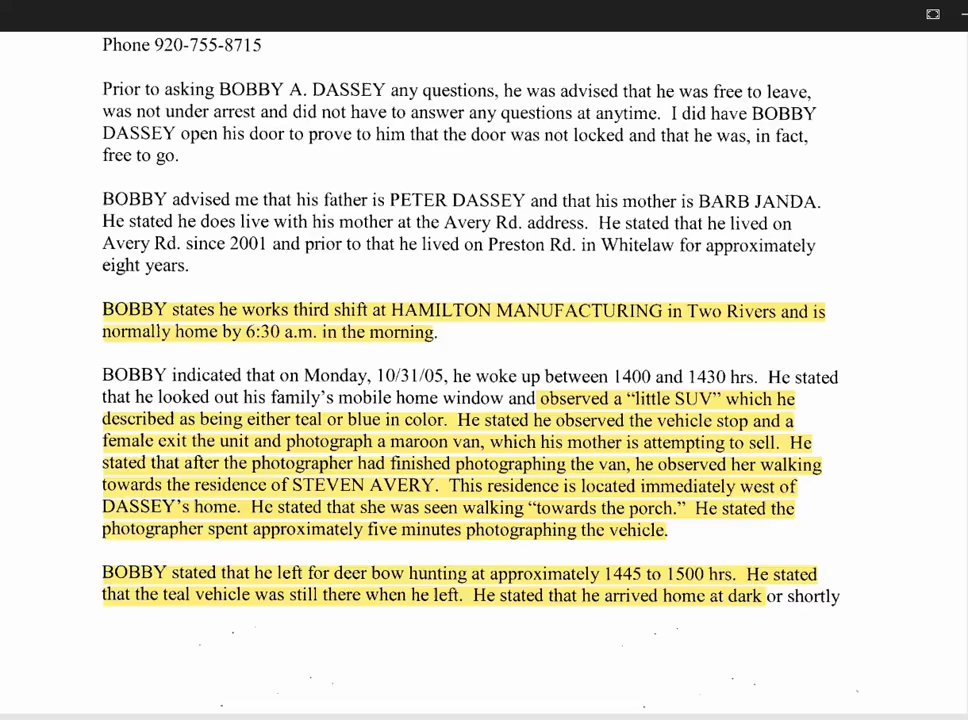 Phone 920-755-8715
Prior to asking BOBBY A. DASSEY any questions, he was advised that he was free to leave,
was not under arrest and did not have to answer any questions at anytime.  I did have BOBBY
DASSEY open his door to prove to him that the door was not locked and that he was, in fact,
free to go.
BOBBY advised me that his father is PETER DASSEY and that his mother is BARB JANDA.
He stated he does live with his mother at the Avery Rd. address.  He stated that he lived on
Avery Rd. since 2001 and prior to that he lived on Preston Rd. in Whitelaw for approximately
eight years.
BOBBY states he works third shift at HAMILTON MANUFACTURING in Two Rivers and is
normally home by 6:30 a.m. in the morning.
BOBBY indicated that on Monday, 10/31/05, he woke up between 1400 and 1430 hrs.  He stated
that he looked out his family's mobile home window and observed a “little SUV” which he
described as being either teal or blue in color.  He stated he observed the vehicle stop and a
female exit the unit and photograph a maroon van, which his mother is attempting to sell.  He
stated that after the photographer had finished photographing the van, he observed her walking
towards the residence of STEVEN AVERY.  This residence is located immediately west of
DASSEY's home.  He stated that she was seen walking “towards the porch.”  He stated the
photographer spent approximately five minutes photographing the vehicle.
BOBBY stated that he left for deer bow hunting at approximately 1445 to 1500 hrs.  He stated
that the teal vehicle was still there when he left.  He stated that he arrived home at dark or shortly